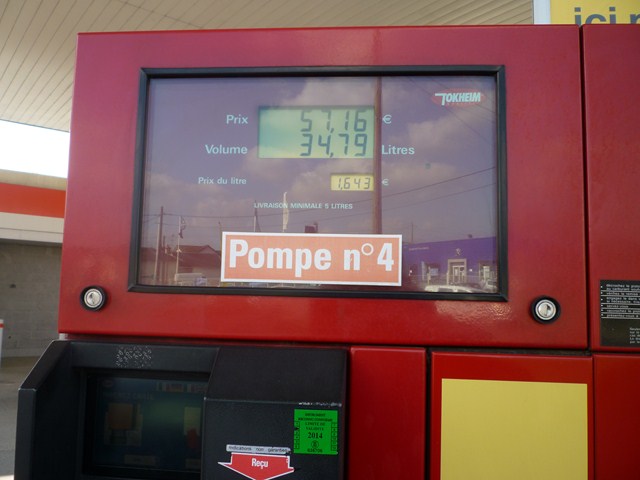 ici
TOKHEIM
Prix 57,16 €
Volume 34,79 Litres
Prix du litre 1,643 €
LIVRAISON MINIMALE 5 LITRES
Pompe n°4
2014
Reçu